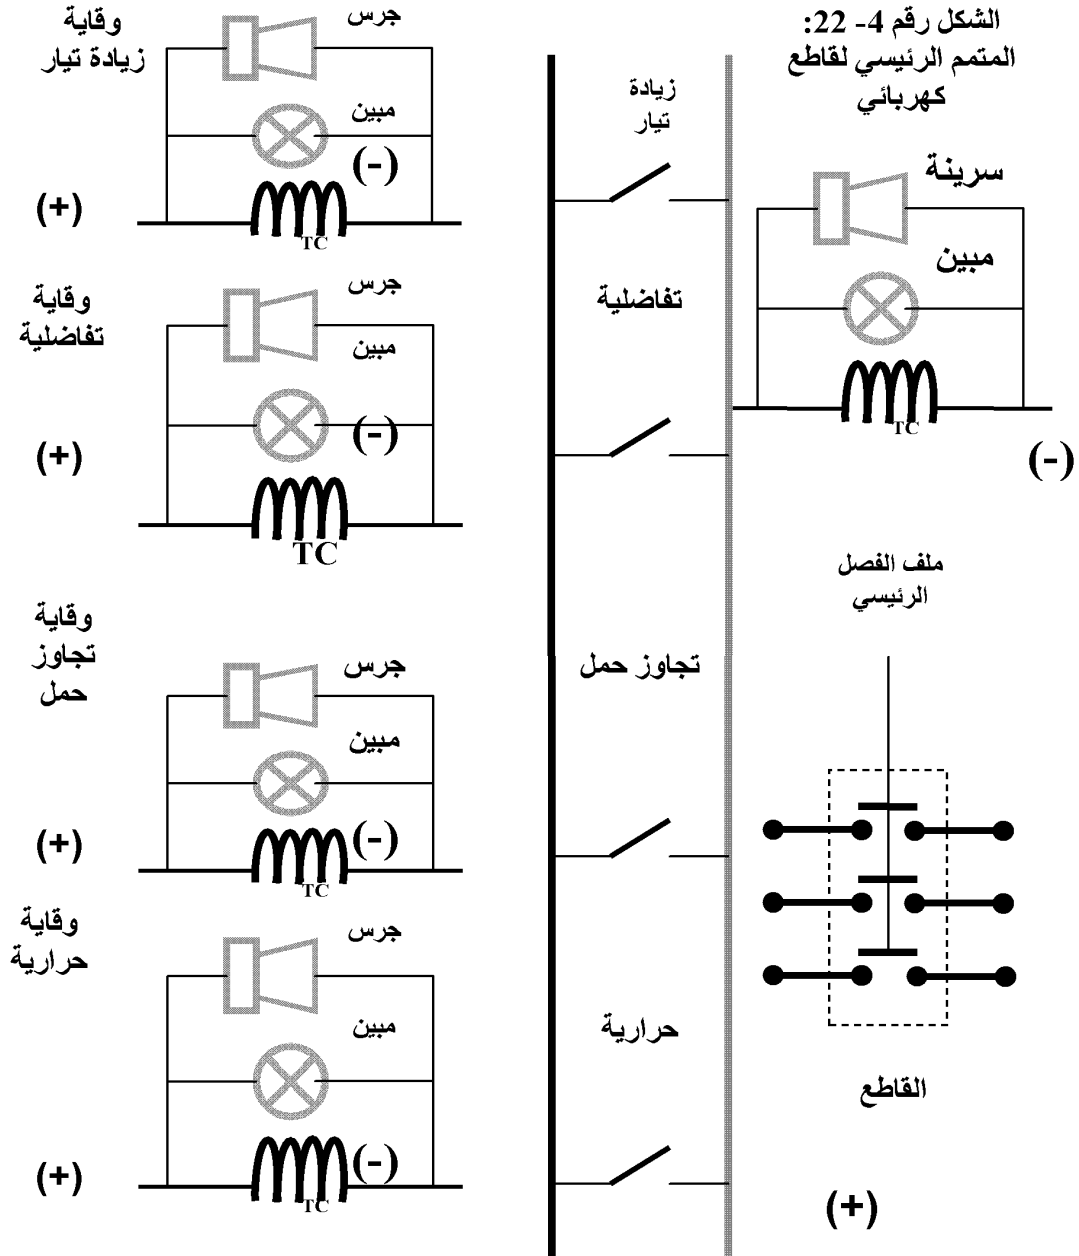 الشكل رقم 4- 22:
المتمم الرئيسي لقاطع
كهربائي
سرينة
مبين
TC
(-)
ملف الفصل
الرئيسي
القاطع
(+)
زيادة
تيار
تفاضلية
تجاوز حمل
حرارية
وقاية
زيادة تيار
جرس
مبين
(-)
(+)
TC
وقاية
تفاضلية
جرس
مبين
(-)
(+)
TC
وقاية
تجاوز
حمل
جرس
مبين
(-)
(+)
TC
وقاية
حرارية
جرس
مبين
(-)
(+)
TC